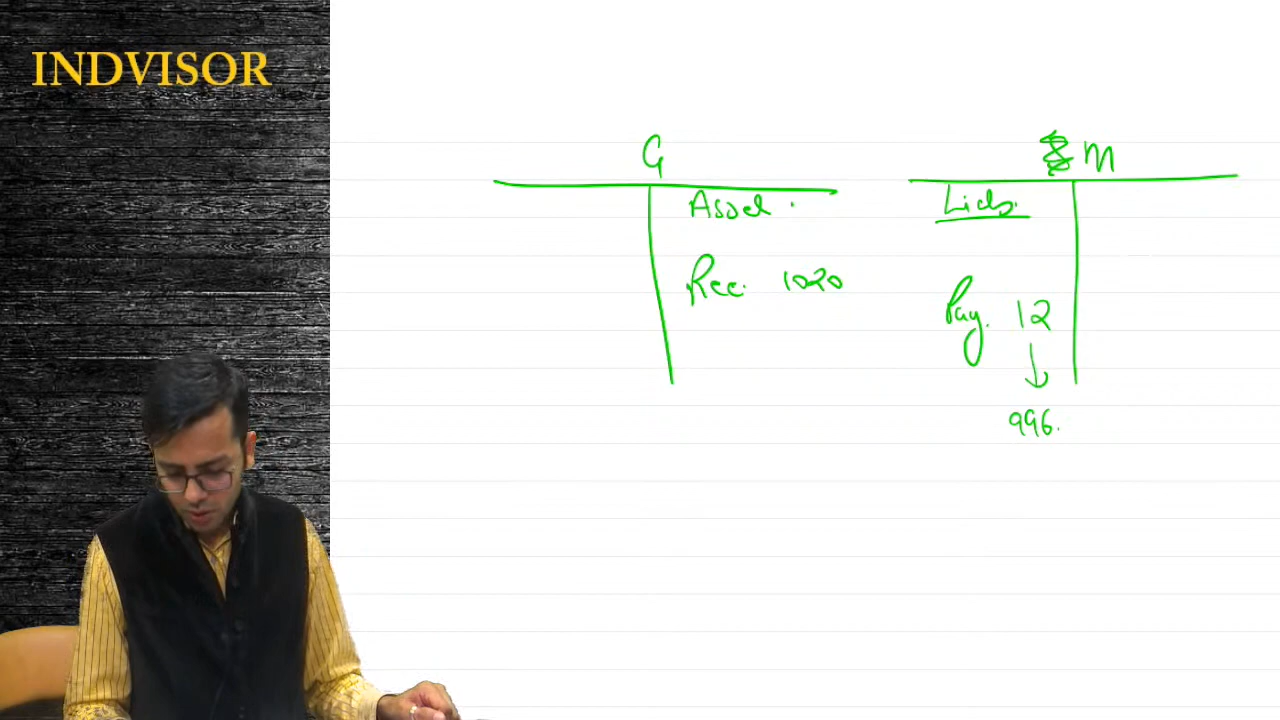 INDVISOR
G
M
Asset.
Liab.
Rec. 1020
Pay. 12
996.